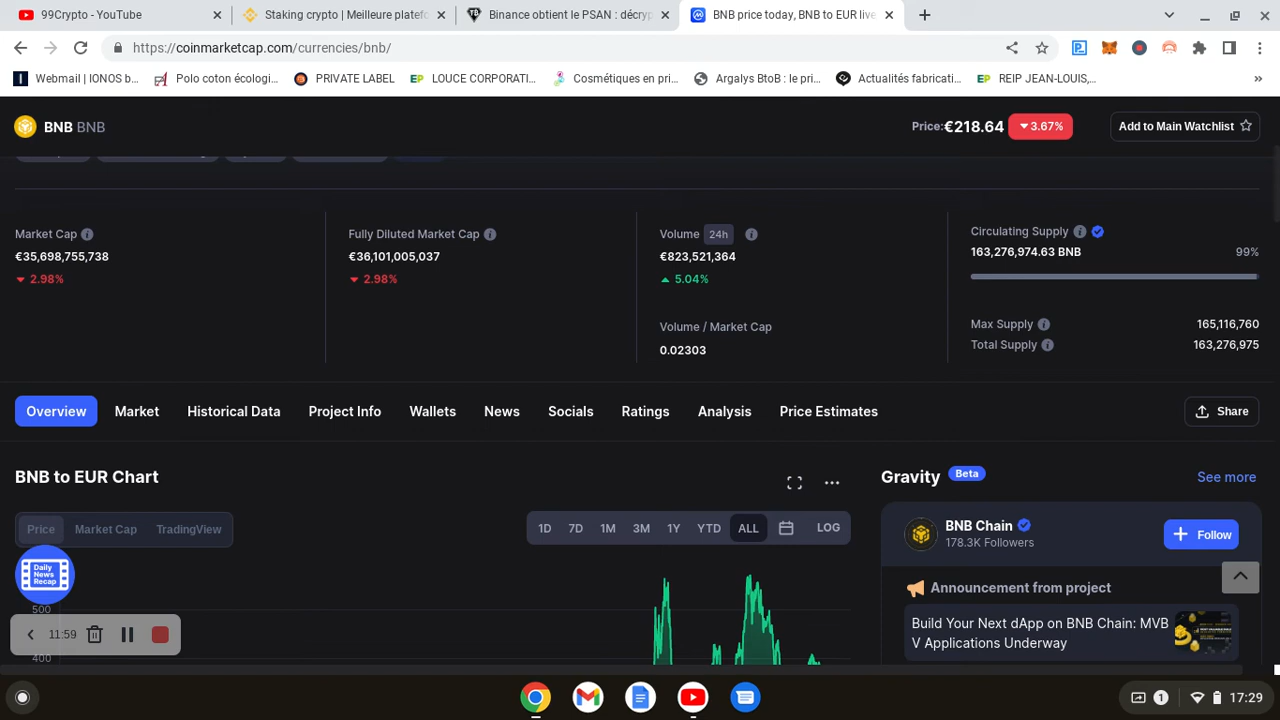 99Crypto - YouTube
Staking crypto | Meilleure platef
Binance obtient le PSAN : décryp
BNB price today, BNB to EUR live
https://coinmarketcap.com/currencies/bnb/
Webmail | IONOS b...
Polo coton écologi...
PRIVATE LABEL
EP LOUCE CORPORATI...
Cosmétiques en pri...
Argalys BtoB : le pri...
Actualités fabricati...
EP REIP JEAN-LOUIS,...
»
BNB BNB
Price: €218.64 3.67%
Add to Main Watchlist
Market Cap
€35,698,755,738
2.98%
Fully Diluted Market Cap
€36,101,005,037
2.98%
Volume 24h
€823,521,364
5.04%
Volume / Market Cap
0.02303
Circulating Supply
163,276,974.63 BNB 99%
Max Supply 165,116,760
Total Supply 163,276,975
Overview
Market
Historical Data
Project Info
Wallets
News
Socials
Ratings
Analysis
Price Estimates
Share
BNB to EUR Chart
Price Market Cap TradingView
1D 7D 1M 3M 1Y YTD ALL LOG
Daily
News
Recap
500
400
11:59
Gravity Beta
See more
BNB Chain
178.3K Followers
+ Follow
Announcement from project
Build Your Next dApp on BNB Chain: MVB
V Applications Underway
1
17:29